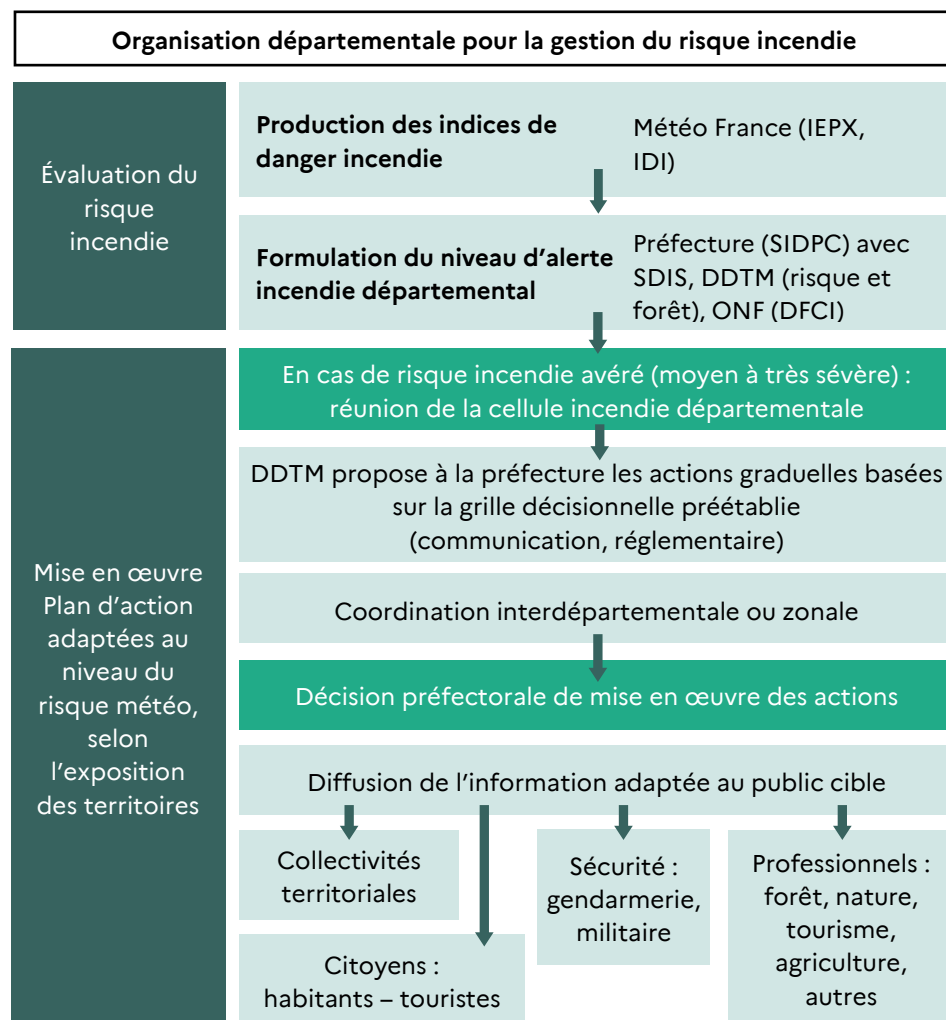 Organisation départementale pour la gestion du risque incendie
Évaluation du
risque
incendie
Production des indices de
danger incendie
Météo France (IEPX,
IDI)
Formulation du niveau d'alerte
incendie départemental
Préfecture (SIDPC) avec
SDIS, DDTM (risque et
forêt), ONF (DFCI)
Mise en œuvre
Plan d'action
adaptées au
niveau du
risque météo,
selon
l'exposition
des territoires
En cas de risque incendie avéré (moyen à très sévère) :
réunion de la cellule incendie départementale
DDTM propose à la préfecture les actions graduelles basées
sur la grille décisionnelle préétablie
(communication, réglementaire)
Coordination interdépartementale ou zonale
Décision préfectorale de mise en œuvre des actions
Diffusion de l'information adaptée au public cible
Collectivités
territoriales
Citoyens :
habitants – touristes
Sécurité :
gendarmerie,
militaire
Professionnels :
forêt, nature,
tourisme,
agriculture,
autres